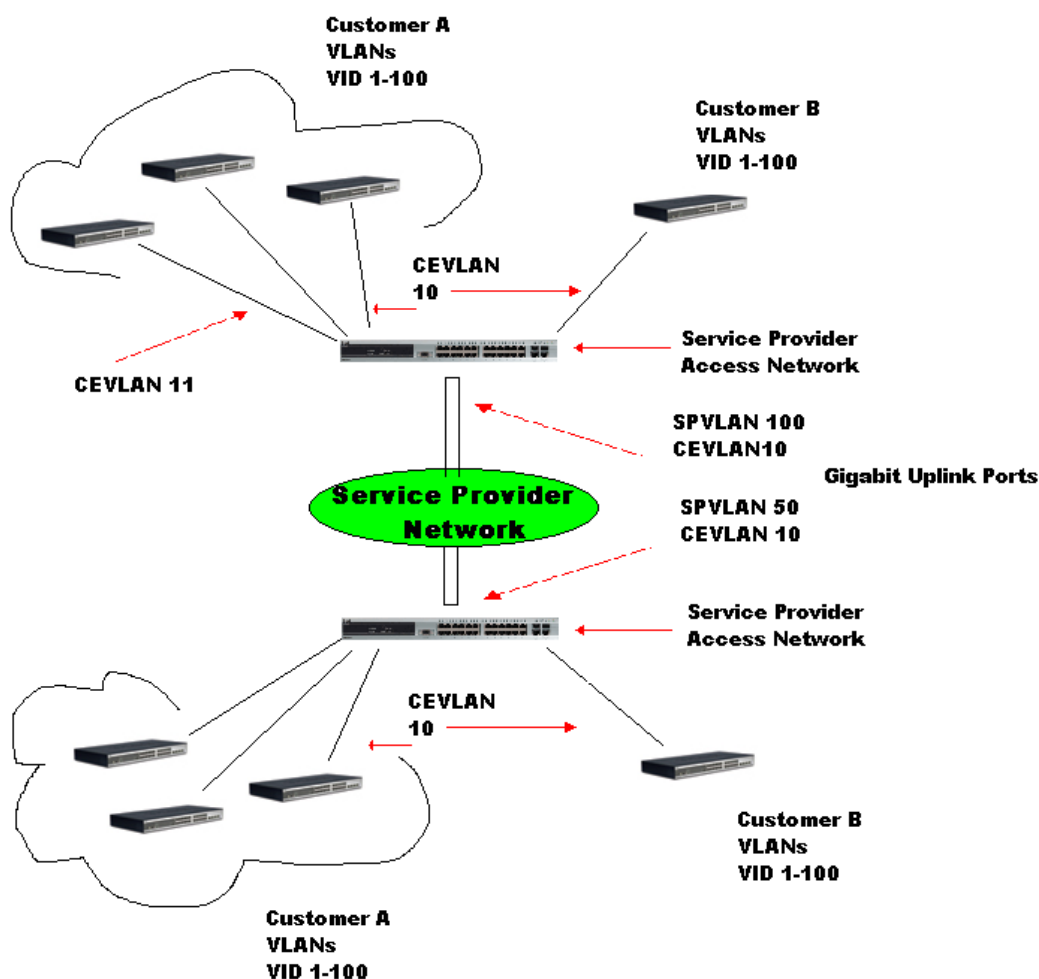 Customer A
VLANs
VID 1-100
Customer B
VLANs
VID 1-100
CEVLAN
10
CEVLAN 11
Service Provider
Access Network
SPVLAN 100
CEVLAN10
Gigabit Uplink Ports
Service Provider
Network
SPVLAN 50
CEVLAN 10
Service Provider
Access Network
CEVLAN
10
Customer B
VLANs
VID 1-100
Customer A
VLANs
VID 1-100